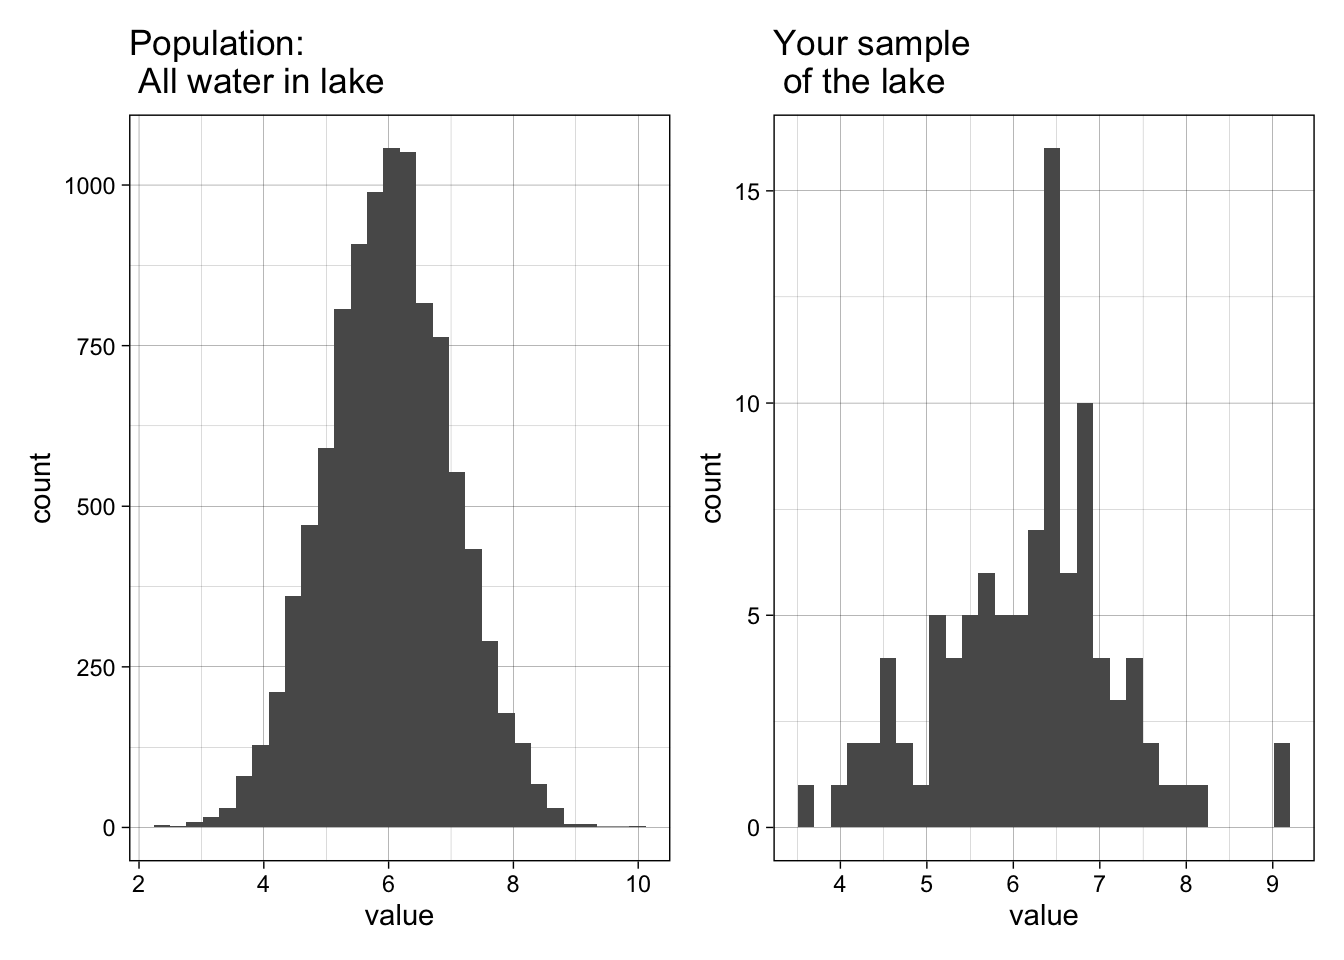 Population:
All water in lake
1000
750
500
250
0
count
2 4 6 8 10
value
Your sample
of the lake
15
10
5
0
count
4 5 6 7 8 9
value